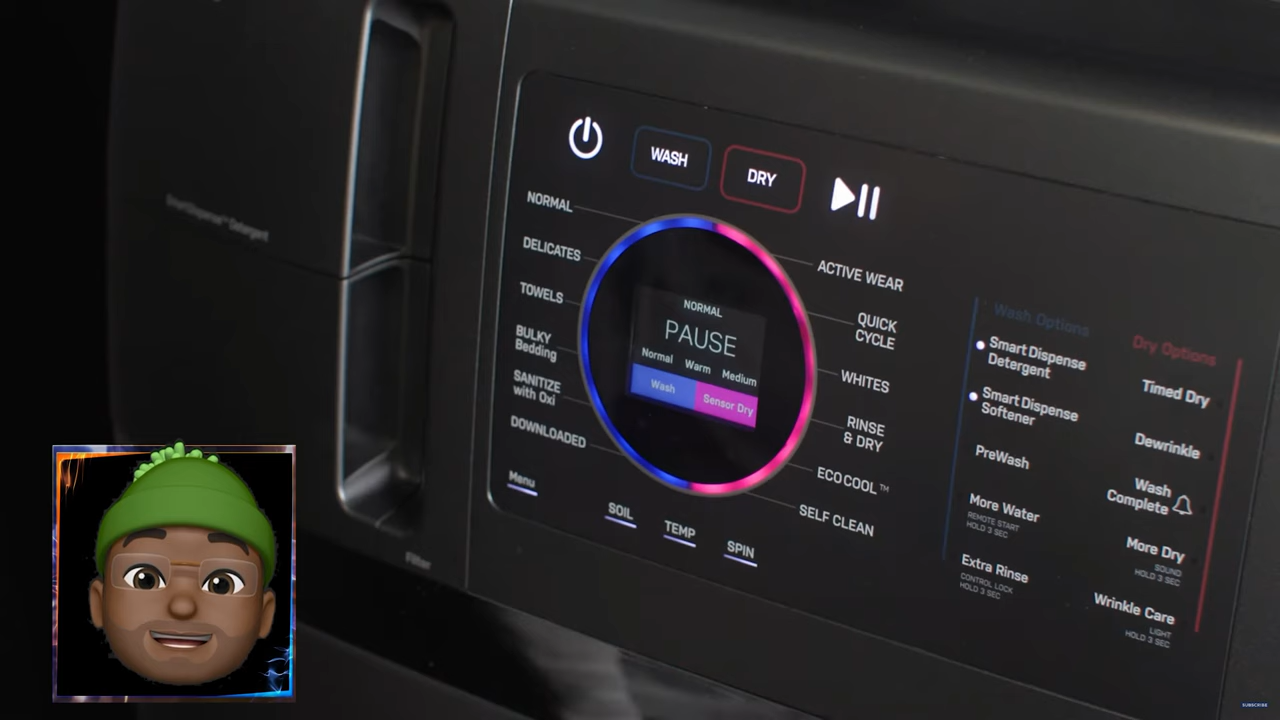 WASH
DRY
NORMAL
DELICATES
TOWELS
BULKY
Bedding
SANITIZE
with Oxi
DOWNLOADED
Menu
SOIL
TEMP
SPIN
NORMAL
PAUSE
Normal Warm Medium
Wash Sensor Dry
ACTIVE WEAR
QUICK
CYCLE
WHITES
RINSE
& DRY
ECO COOL™
SELF CLEAN
Wash Options
Smart Dispense
Detergent
Smart Dispense
Softener
PreWash
More Water
REMOTE START
HOLD 3 SEC
Extra Rinse
CONTROL LOCK
HOLD 3 SEC
Dry Options
Timed Dry
Dewrinkle
Wash
Complete
More Dry
SOUND
HOLD 3 SEC
Wrinkle Care
LIGHT
HOLD 3 SEC
SmartDispense™ Detergent
Filter
SUBSCRIBE